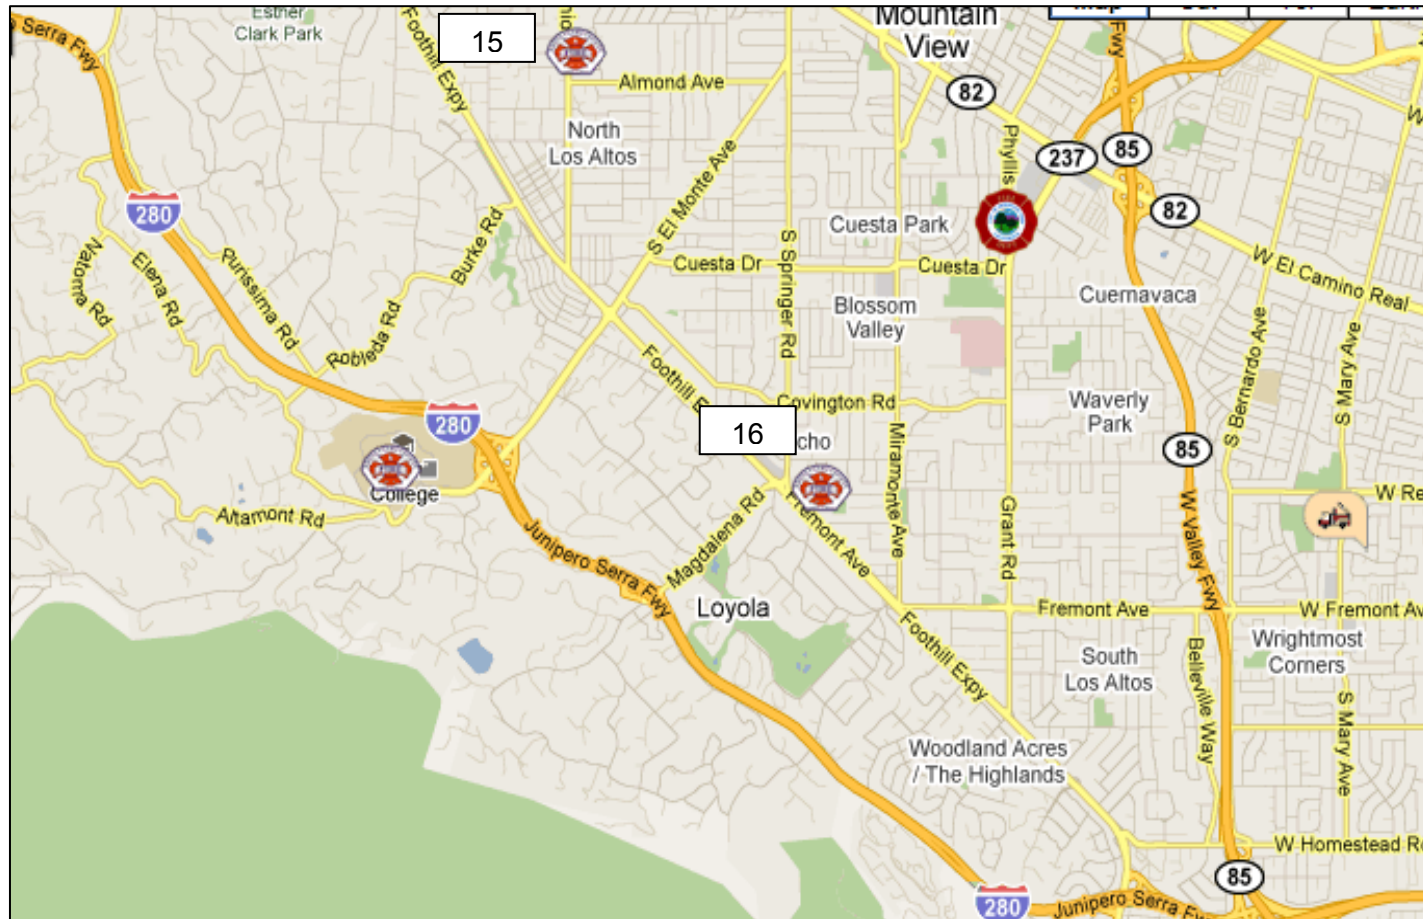 Esther
Clark Park
Serra Fwy
Foothill Expy
15
Mountain
View
Map
Fwy
82
Almond Ave
North
Los Altos
Phyllis
237
85
280
82
S El Monte Ave
Burke Rd
Cuesta Park
S Springer Rd
Cuesta Dr
Cuesta Dr
W El Camino Real
Natoma Rd
Elena Rd
Purissima Rd
Robleda Rd
Blossom
Valley
Cuernavaca
S Bernardo Ave
S Mary Ave
Foothill E
Covington Rd
Waverly
Park
280
16
cho
Miramonte Ave
85
College
Altamont Rd
Magdalena Rd
Fremont Ave
Grant Rd
W Valley Fwy
W Re
Junipero Serra Fwy
Loyola
Fremont Ave
W Fremont Av
Foothill Expy
South
Los Altos
Belleville Way
Wrightmost
Corners
S Mary Ave
Woodland Acres
/ The Highlands
W Homestead Ro
85
280
Junipero Serra Fw